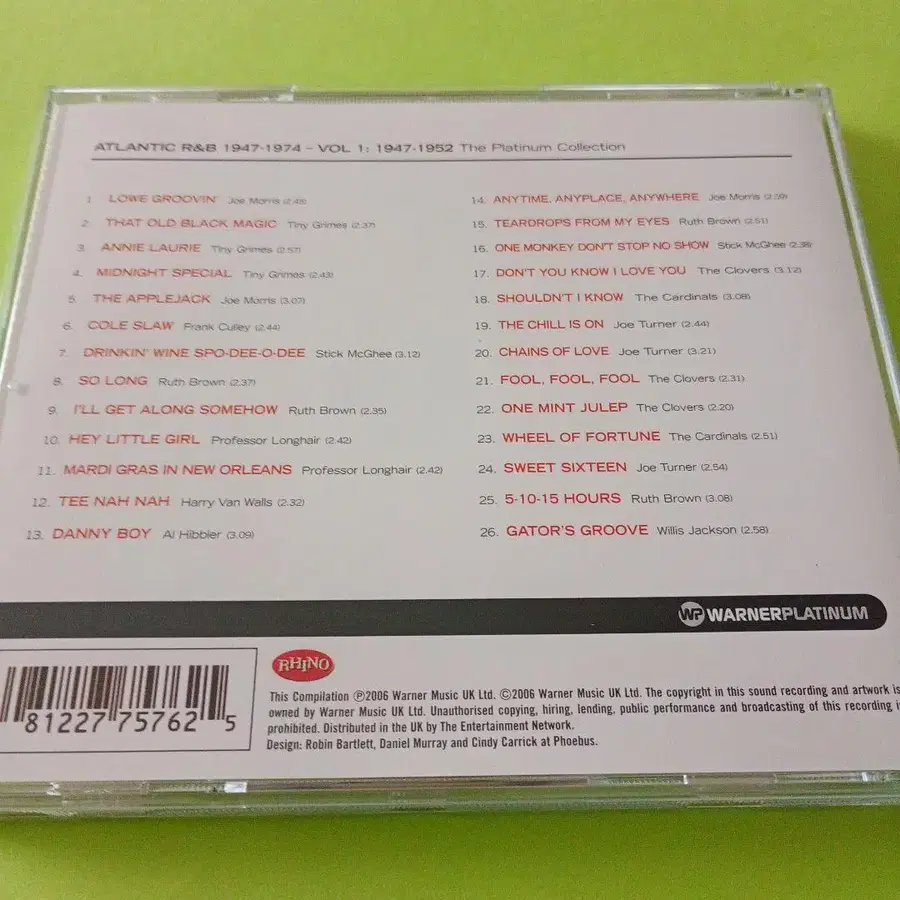 ATLANTIC R&B 1947-1974 - VOL 1: 1947-1952 The Platinum Collection
1. LOWE GROOVIN' Joe Morris (2.45)
2. THAT OLD BLACK MAGIC Tiny Grimes (2.37)
3. ANNIE LAURIE Tiny Grimes (2.57)
4. MIDNIGHT SPECIAL Tiny Grimes (2.43)
5. THE APPLEJACK Joe Morris (3.07)
6. COLE SLAW Frank Culley (2.44)
7. DRINKIN' WINE SPO-DEE-O-DEE Stick McGhee (3.12)
8. SO LONG Ruth Brown (2.37)
9. I'LL GET ALONG SOMEHOW Ruth Brown (2.35)
10. HEY LITTLE GIRL Professor Longhair (2.42)
11. MARDI GRAS IN NEW ORLEANS Professor Longhair (2.42)
12. TEE NAH NAH Harry Van Walls (2.32)
13. DANNY BOY Al Hibbler (3.09)
14. ANYTIME, ANYPLACE, ANYWHERE Joe Morris (2.39)
15. TEARDROPS FROM MY EYES Ruth Brown (2.51)
16. ONE MONKEY DON'T STOP NO SHOW Stick McGhee (2.38)
17. DON'T YOU KNOW I LOVE YOU The Clovers (3.12)
18. SHOULDN'T I KNOW The Cardinals (3.08)
19. THE CHILL IS ON Joe Turner (2.44)
20. CHAINS OF LOVE Joe Turner (3.21)
21. FOOL, FOOL, FOOL The Clovers (2.31)
22. ONE MINT JULEP The Clovers (2.20)
23. WHEEL OF FORTUNE The Cardinals (2.51)
24. SWEET SIXTEEN Joe Turner (2.54)
25. 5-10-15 HOURS Ruth Brown (3.08)
26. GATOR'S GROOVE Willis Jackson (2.58)
WP WARNERPLATINUM
RHINO
81227 75762 5
This Compilation ℗2006 Warner Music UK Ltd. ©2006 Warner Music UK Ltd. The copyright in this sound recording and artwork is
owned by Warner Music UK Ltd. Unauthorised copying, hiring, lending, public performance and broadcasting of this recording i
prohibited. Distributed in the UK by The Entertainment Network.
Design: Robin Bartlett, Daniel Murray and Cindy Carrick at Phoebus.